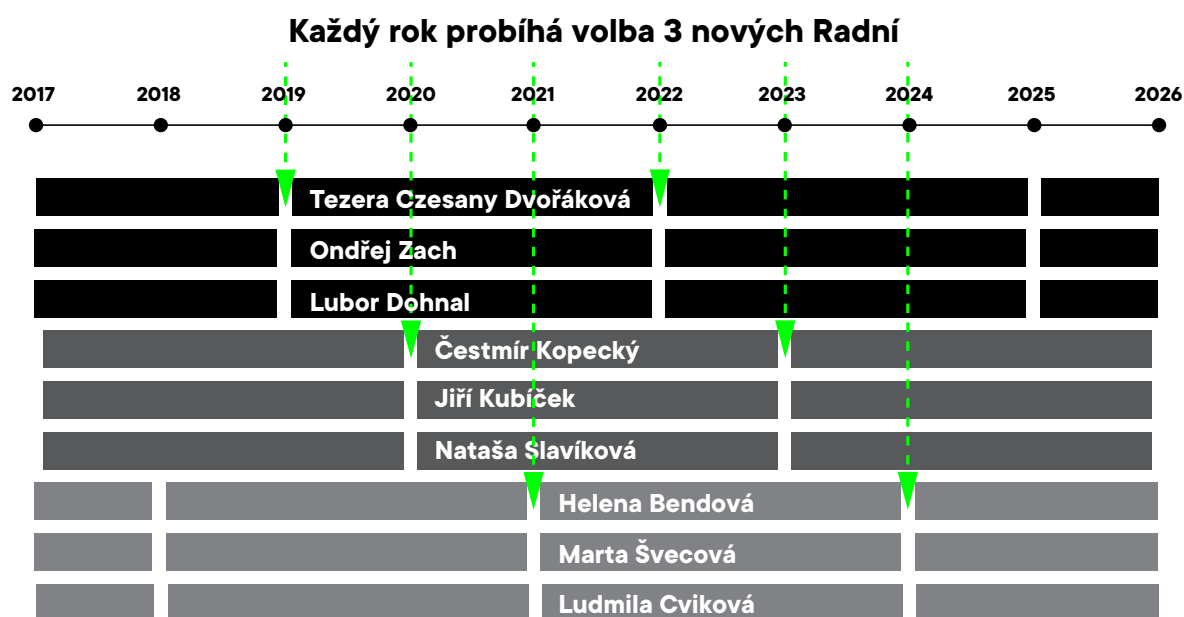 Každý rok probíhá volba 3 nových Radní
2017 2018 2019 2020 2021 2022 2023 2024 2025 2026
Tezera Czesany Dvořáková
Ondřej Zach
Lubor Dohnal
Čestmír Kopecký
Jiří Kubíček
Nataša Slavíková
Helena Bendová
Marta Švecová
Ludmila Cviková